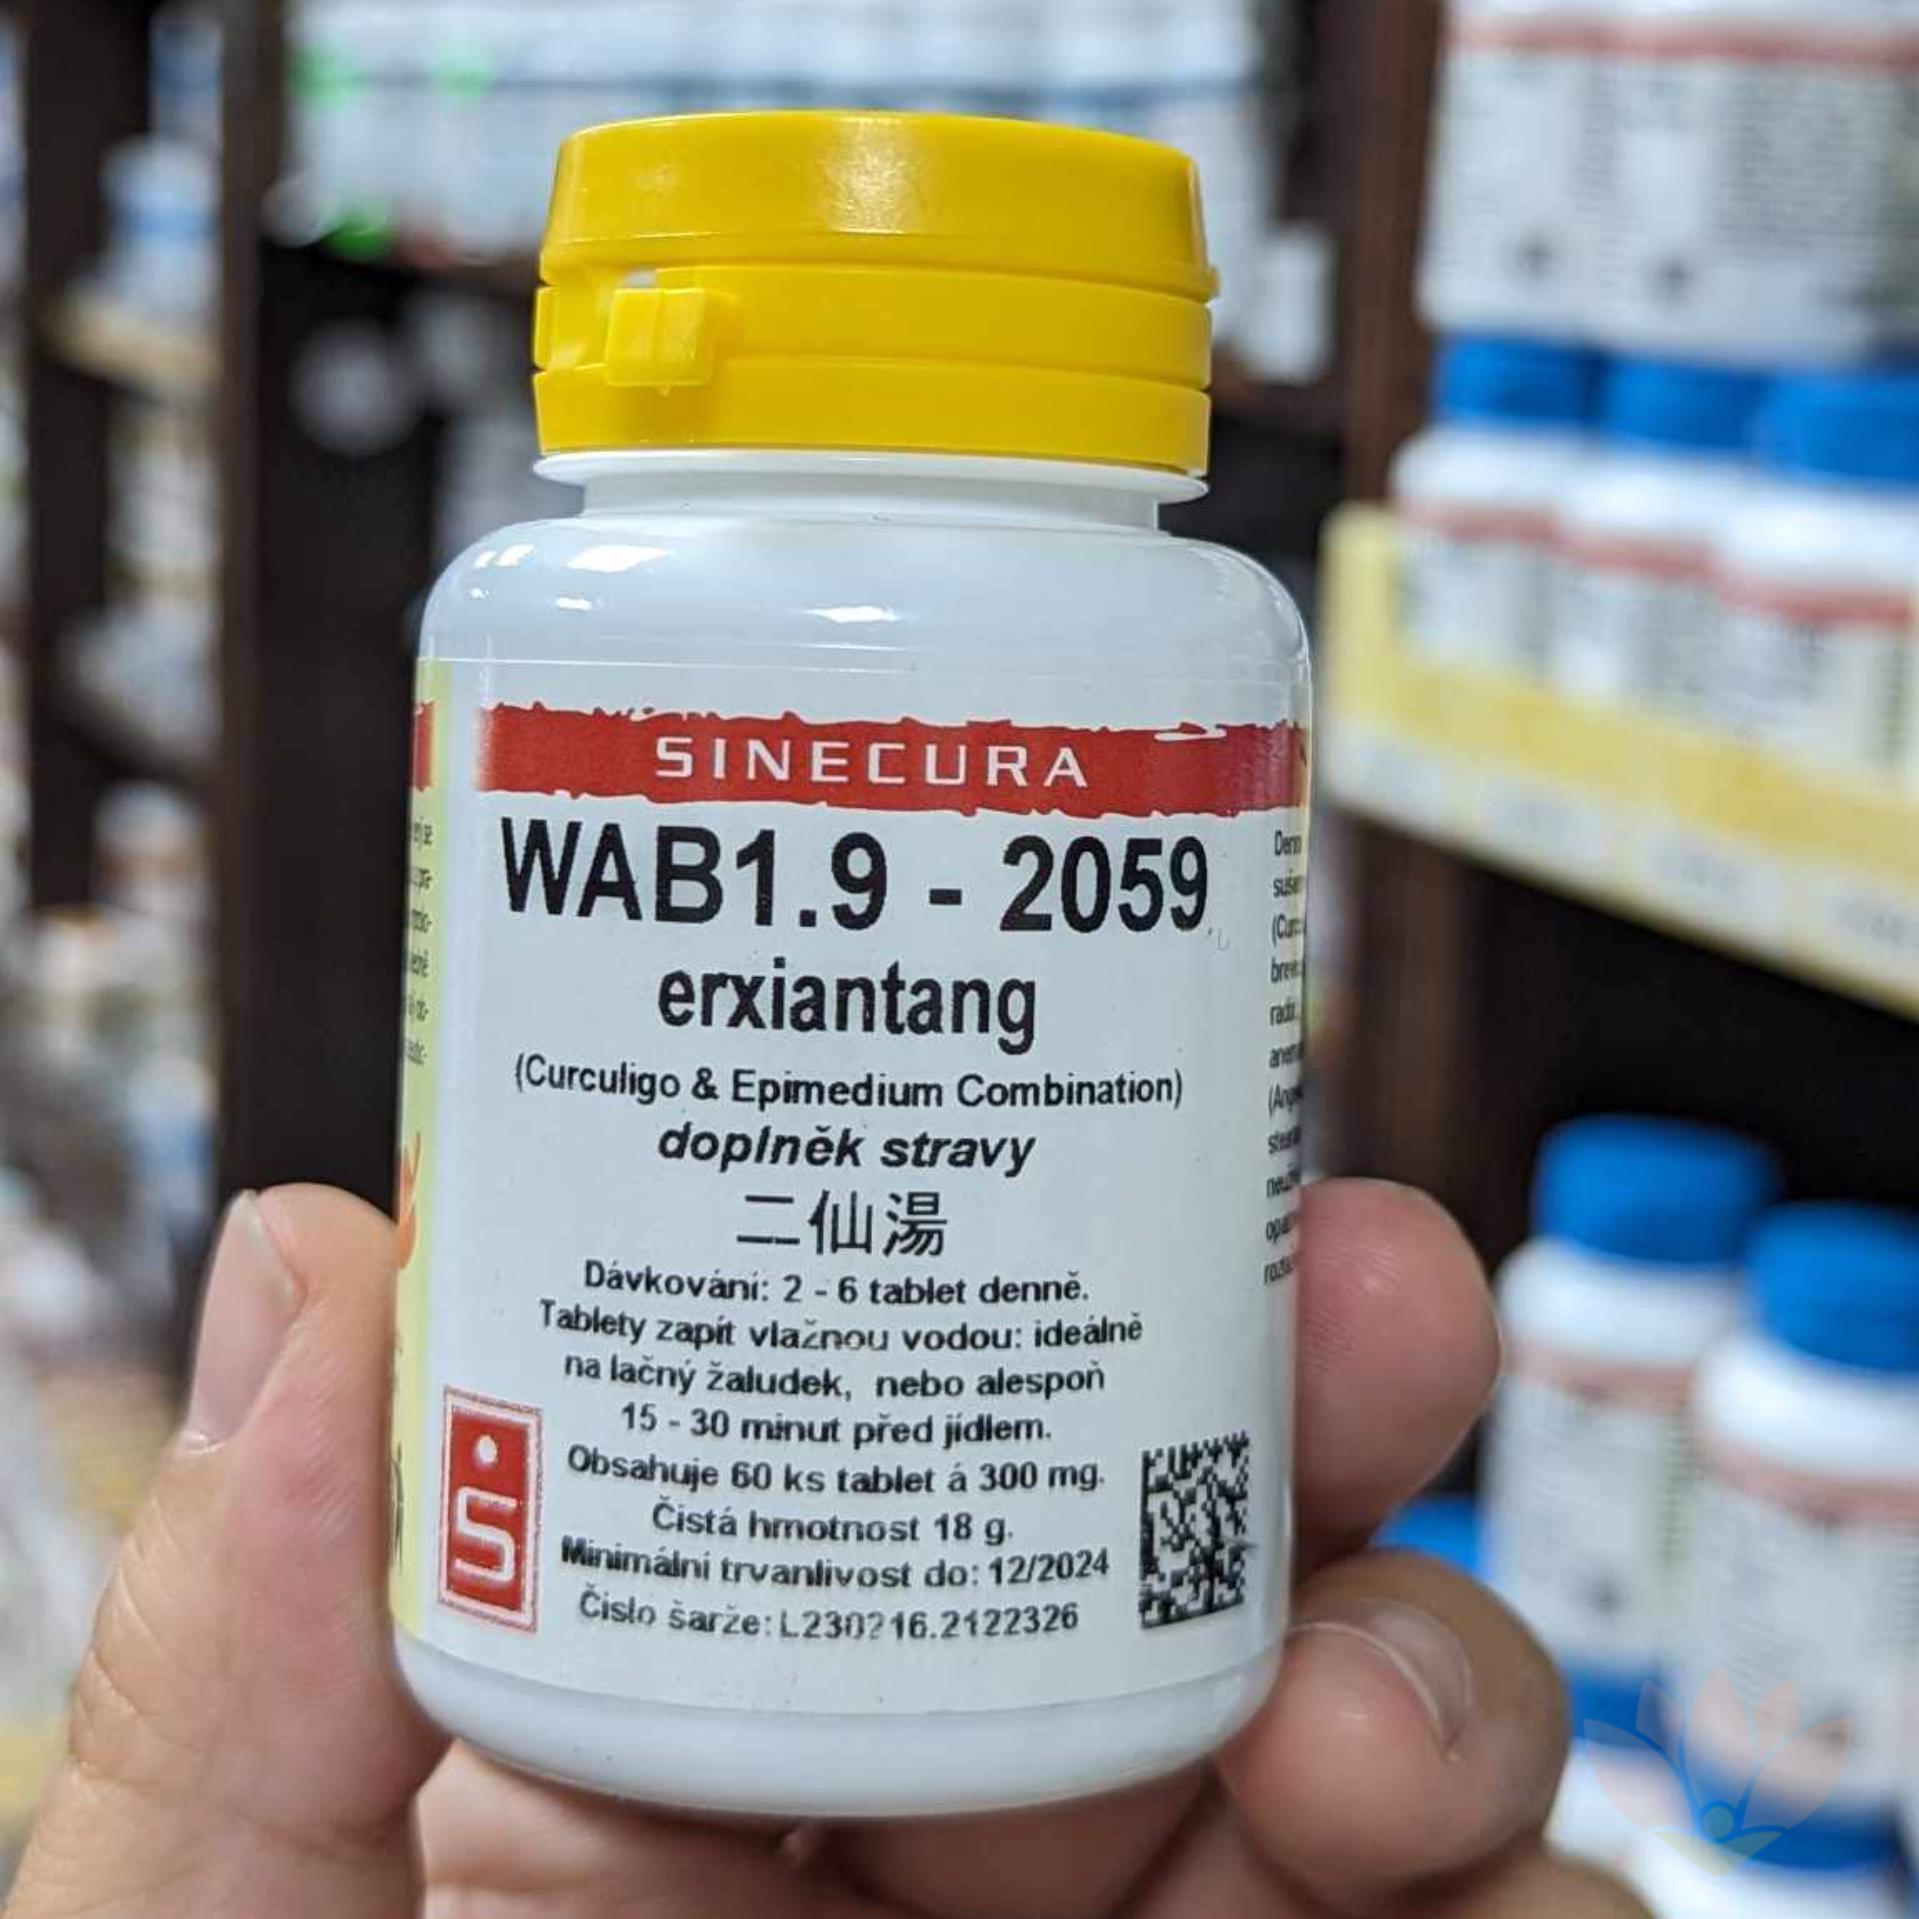 SINECURA
WAB1.9 - 2059
erxiantang
(Curculigo & Epimedium Combination)
doplněk stravy
二仙湯
Dávkování: 2 - 6 tablet denně.
Tablety zapít vlažnou vodou: ideálně
na lačný žaludek, nebo alespoň
15 - 30 minut před jídlem.
Obsahuje 60 ks tablet á 300 mg.
Čistá hmotnost 18 g.
Minimální trvanlivost do: 12/2024
Číslo šarže: L230216.2122326